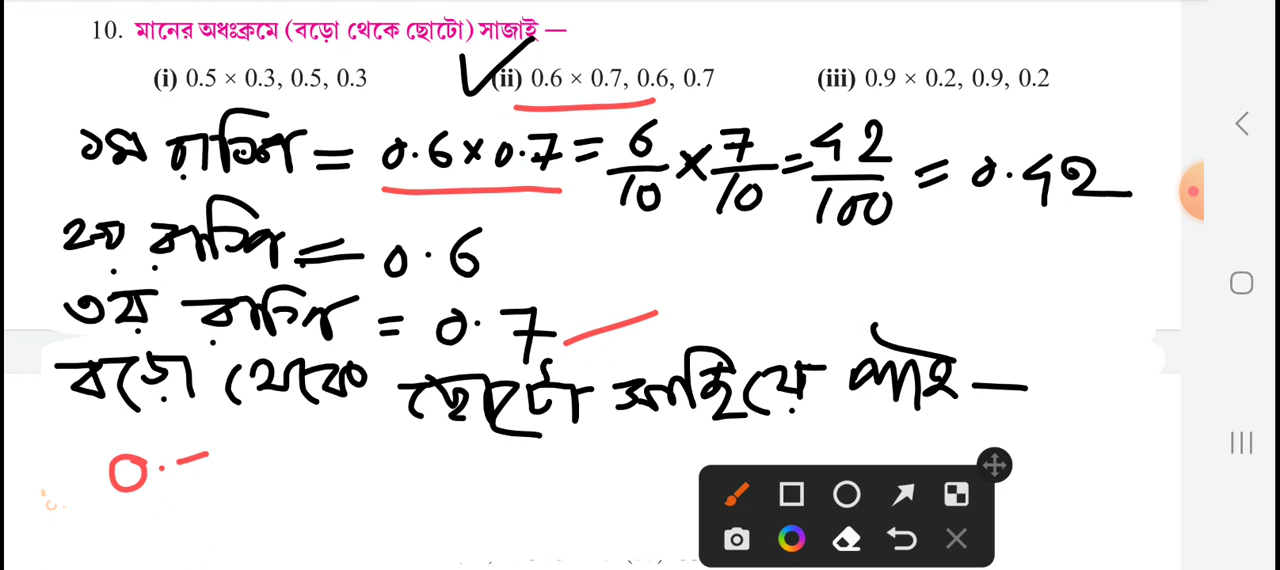 10. মানের অধঃক্রমে (বড়ো থেকে ছোটো) সাজাই —
(i) 0.5 × 0.3, 0.5, 0.3 (ii) 0.6 × 0.7, 0.6, 0.7 (iii) 0.9 × 0.2, 0.9, 0.2
১ম রাশি = 0.6 × 0.7 = 6/10 × 7/10 = 42/100 = 0.42
২য় রাশি = 0.6
৩য় রাশি = 0.7
বড়ো থেকে ছোটো সাজিয়ে পাই —
0.